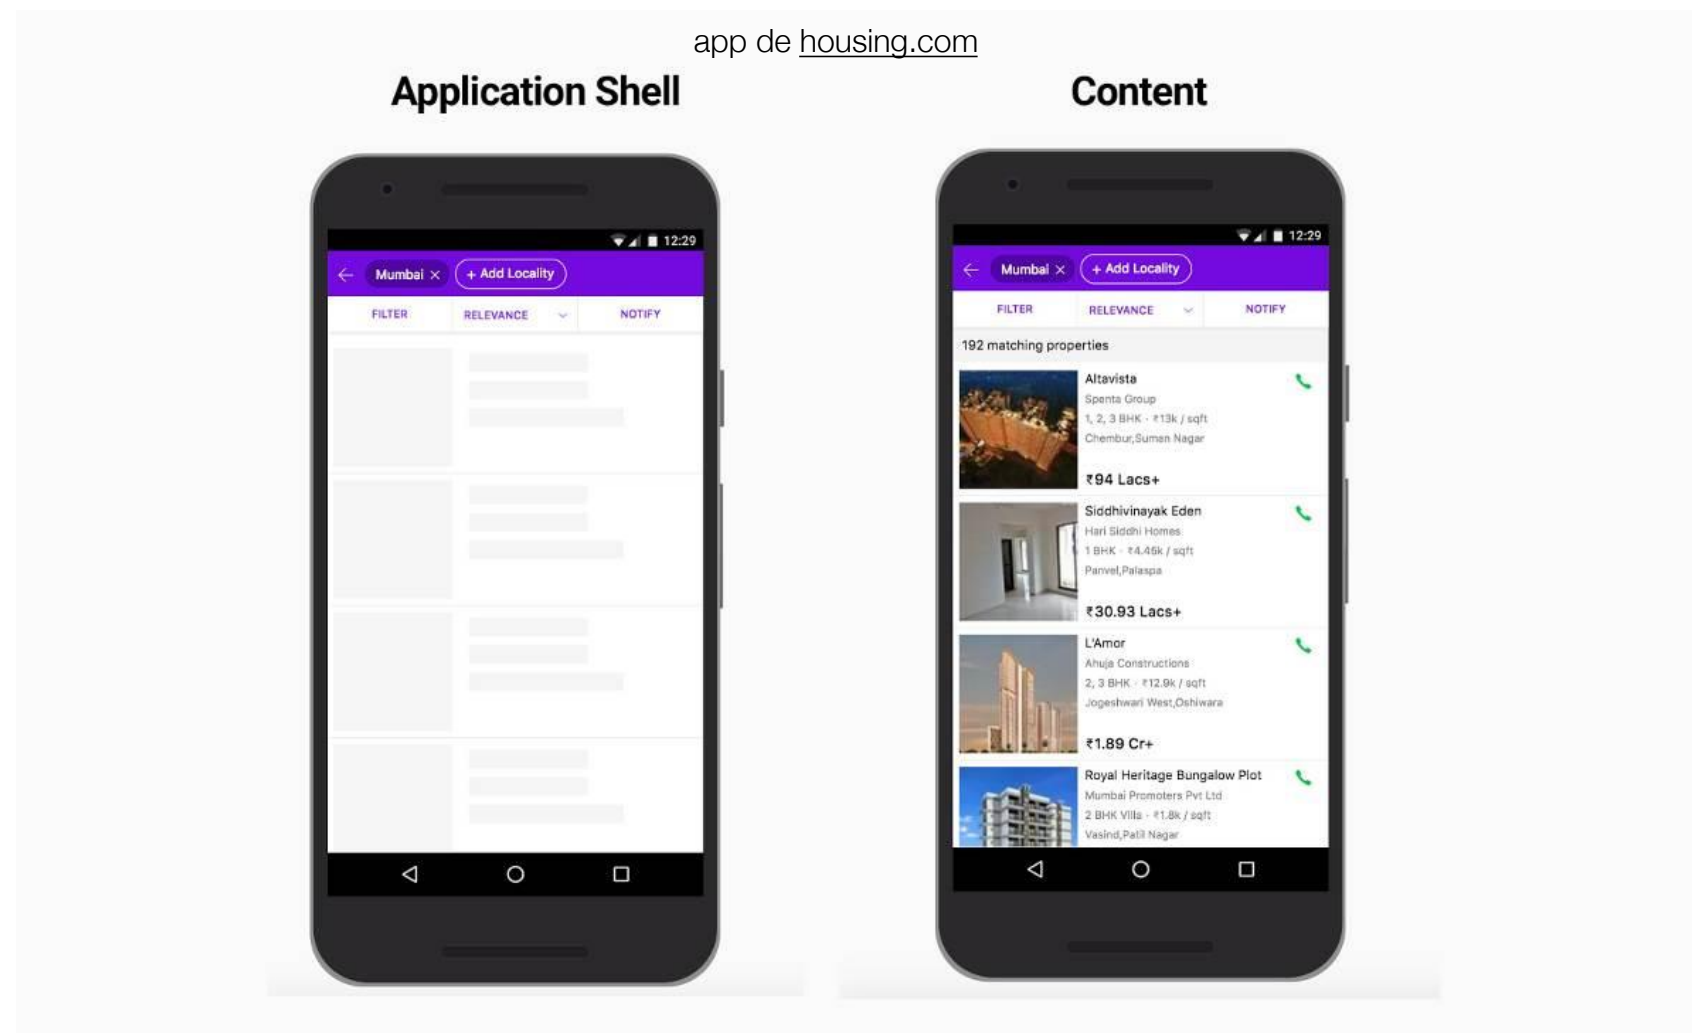 app de housing.com
Application Shell
12:29
Mumbai × + Add Locality
FILTER RELEVANCE NOTIFY
Content
12:29
Mumbai × + Add Locality
FILTER RELEVANCE NOTIFY
192 matching properties
Altavista
Spenta Group
1, 2, 3 BHK - ₹13k / sqft
Chembur,Suman Nagar
₹94 Lacs+
Siddhivinayak Eden
Hari Siddhi Homes
1 BHK - ₹4.46k / sqft
Panvel,Palaspa
₹30.93 Lacs+
L'Amor
Ahuja Constructions
2, 3 BHK - ₹12.9k / sqft
Jogeshwari West,Oshiwara
₹1.89 Cr+
Royal Heritage Bungalow Plot
Mumbai Promoters Pvt Ltd
2 BHK Villa - ₹1.8k / sqft
Vasind,Patil Nagar